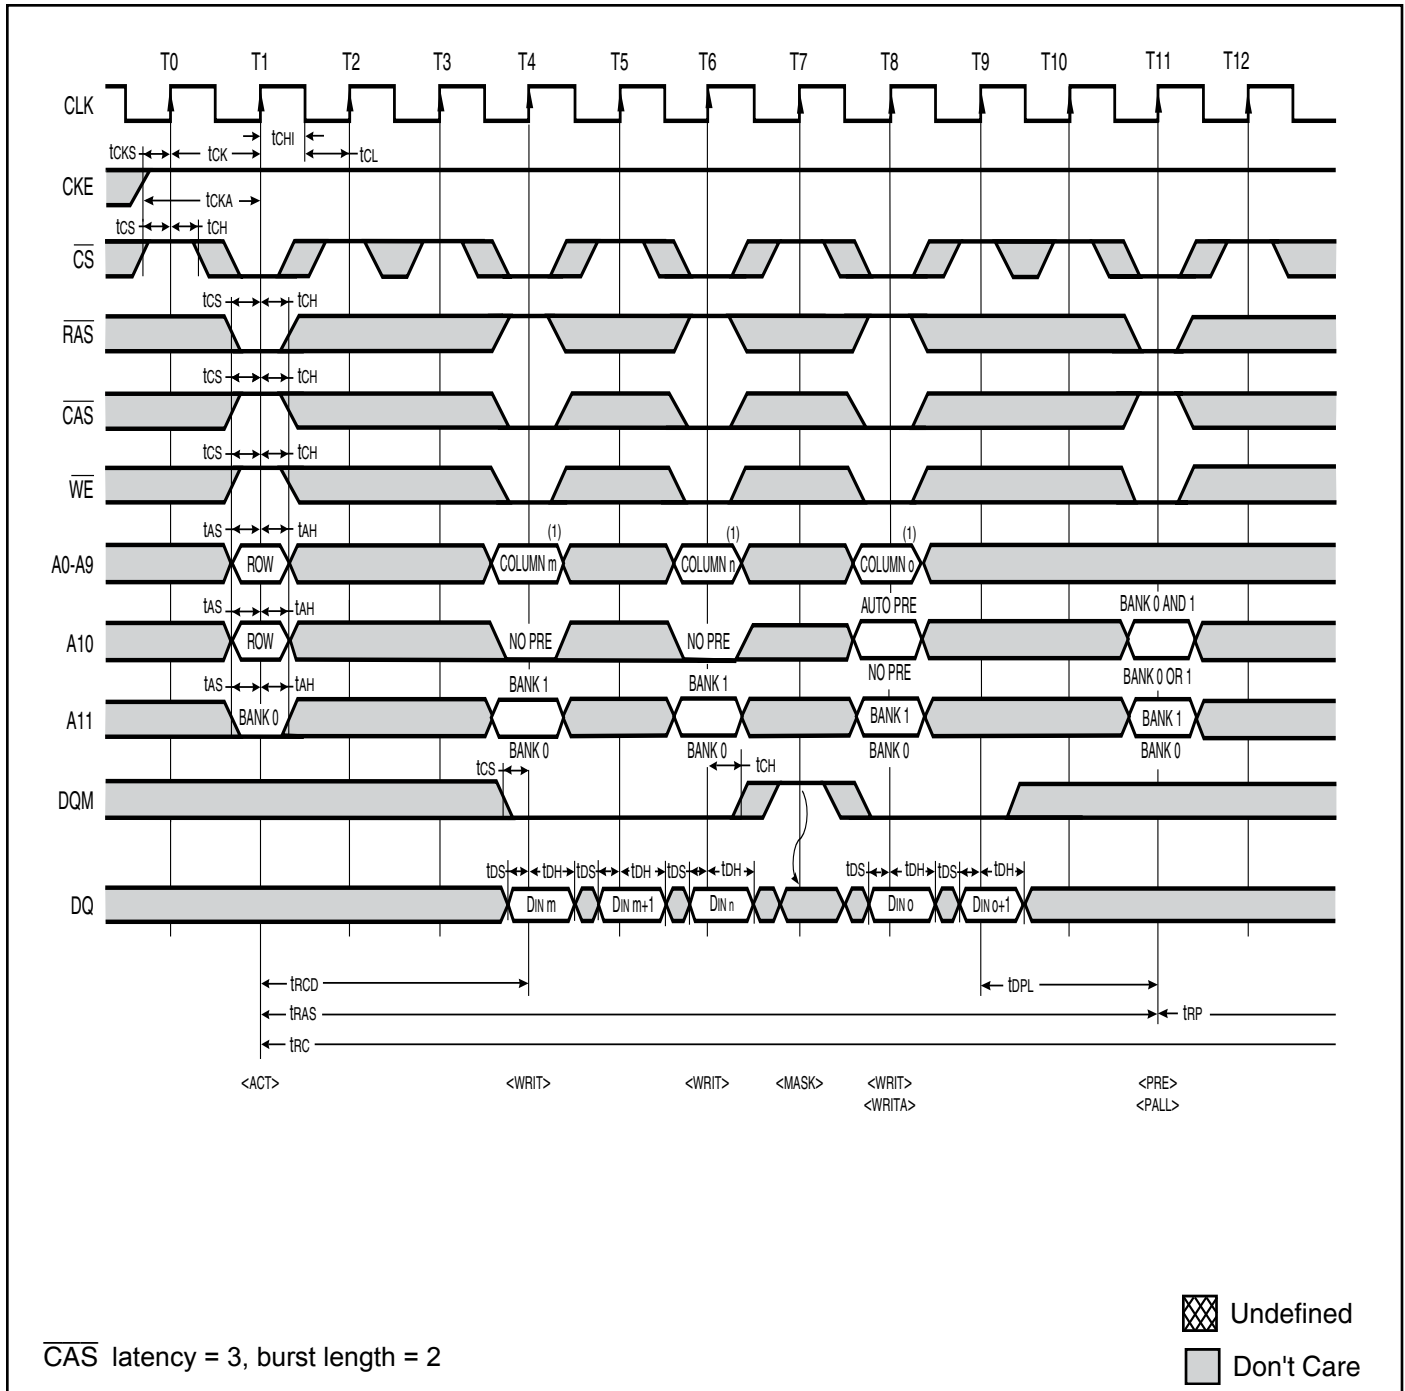 T0 T1 T2 T3 T4 T5 T6 T7 T8 T9 T10 T11 T12
CLK
tCHI
tCKS tCK tCL
CKE
tCKA
tCS tCH
CS
tCS tCH
RAS
tCS tCH
CAS
tCS tCH
WE
tAS tAH (1) (1) (1)
A0-A9 ROW COLUMN m COLUMN n COLUMN o
tAS tAH AUTO PRE BANK 0 AND 1
A10 ROW NO PRE NO PRE
NO PRE BANK 0 OR 1
tAS tAH BANK 1 BANK 1
A11 BANK 0 BANK 1 BANK 1
BANK 0 BANK 0 BANK 0 BANK 0
tCS tCH
DQM
tDS tDH tDS tDH tDS tDH tDS tDH tDS tDH
DQ DIN m DIN m+1 DIN n DIN o DIN o+1
tRCD tDPL
tRAS tRP
tRC
<ACT> <WRIT> <WRIT> <MASK> <WRIT> <PRE>
<WRITA> <PALL>
Undefined
CAS latency = 3, burst length = 2
Don't Care